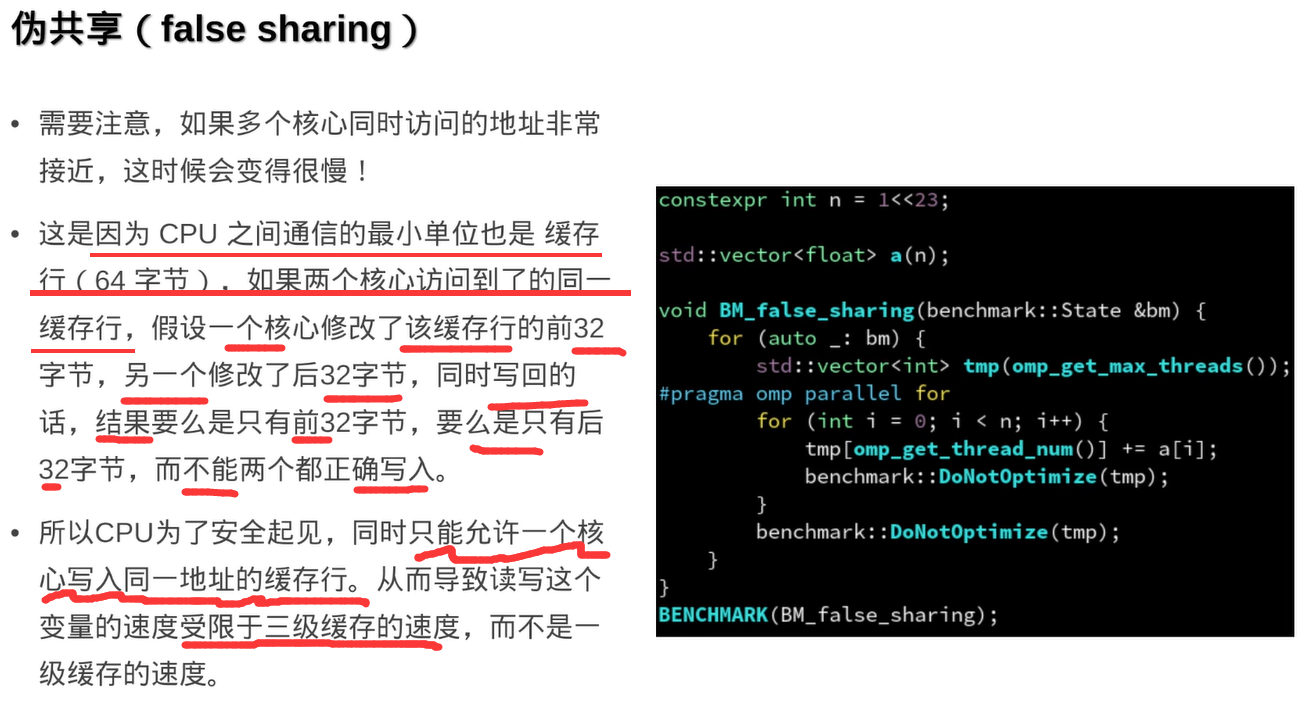 伪共享（false sharing）
• 需要注意，如果多个核心同时访问的地址非常
接近，这时候会变得很慢！
• 这是因为 CPU 之间通信的最小单位也是 缓存
行（64 字节），如果两个核心访问到了的同一
缓存行，假设一个核心修改了该缓存行的前32
字节，另一个修改了后32字节，同时写回的
话，结果要么是只有前32字节，要么是只有后
32字节，而不能两个都正确写入。
• 所以CPU为了安全起见，同时只能允许一个核
心写入同一地址的缓存行。从而导致读写这个
变量的速度受限于三级缓存的速度，而不是一
级缓存的速度。
constexpr int n = 1<<23;
std::vector<float> a(n);
void BM_false_sharing(benchmark::State &bm) {
    for (auto _: bm) {
        std::vector<int> tmp(omp_get_max_threads());
#pragma omp parallel for
        for (int i = 0; i < n; i++) {
            tmp[omp_get_thread_num()] += a[i];
            benchmark::DoNotOptimize(tmp);
        }
        benchmark::DoNotOptimize(tmp);
    }
}
BENCHMARK(BM_false_sharing);